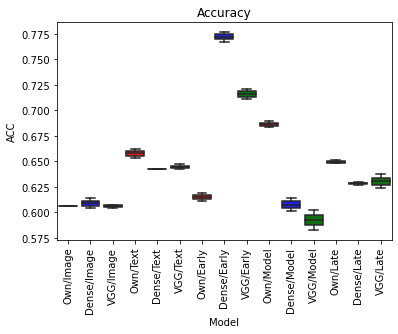 Accuracy
0.775
0.750
0.725
0.700
0.675
0.650
0.625
0.600
0.575
ACC
Own/Image
Dense/Image
VGG/Image
Own/Text
Dense/Text
VGG/Text
Own/Early
Dense/Early
VGG/Early
Own/Model
Dense/Model
VGG/Model
Own/Late
Dense/Late
VGG/Late
Model